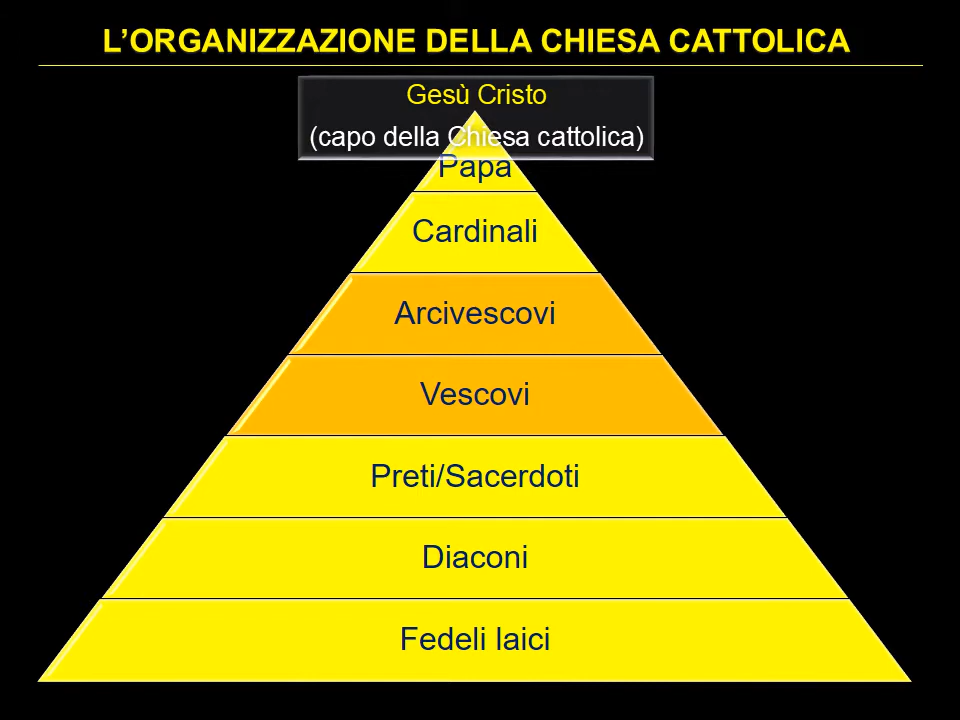 L’ORGANIZZAZIONE DELLA CHIESA CATTOLICA
Gesù Cristo
(capo della Chiesa cattolica)
Papa
Cardinali
Arcivescovi
Vescovi
Preti/Sacerdoti
Diaconi
Fedeli laici